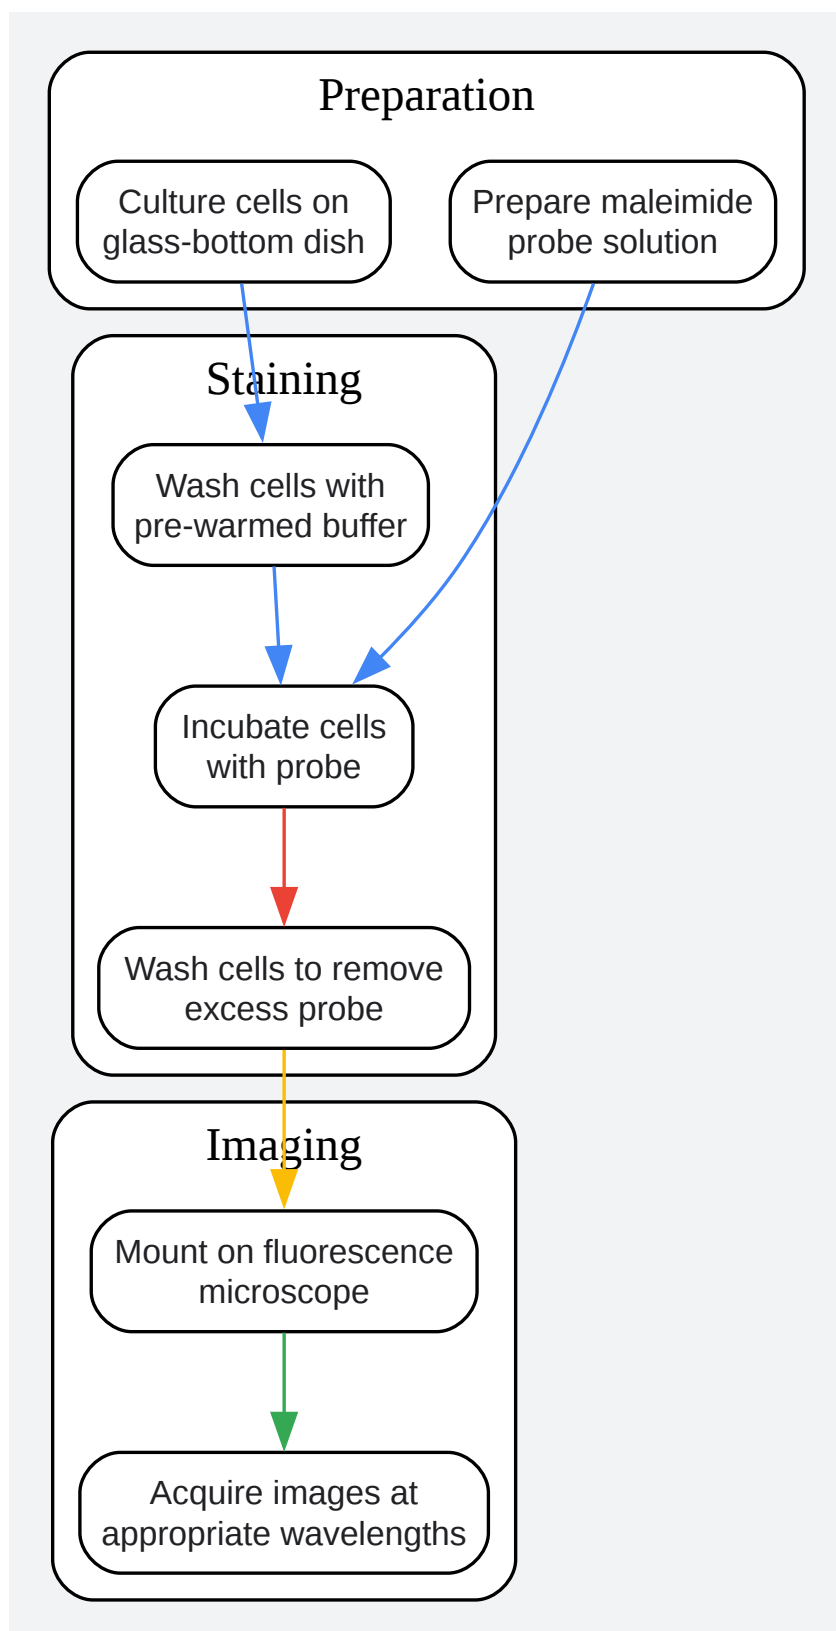 Preparation
Culture cells on
glass-bottom dish
Prepare maleimide
probe solution
Staining
Wash cells with
pre-warmed buffer
Incubate cells
with probe
Wash cells to remove
excess probe
Imaging
Mount on fluorescence
microscope
Acquire images at
appropriate wavelengths